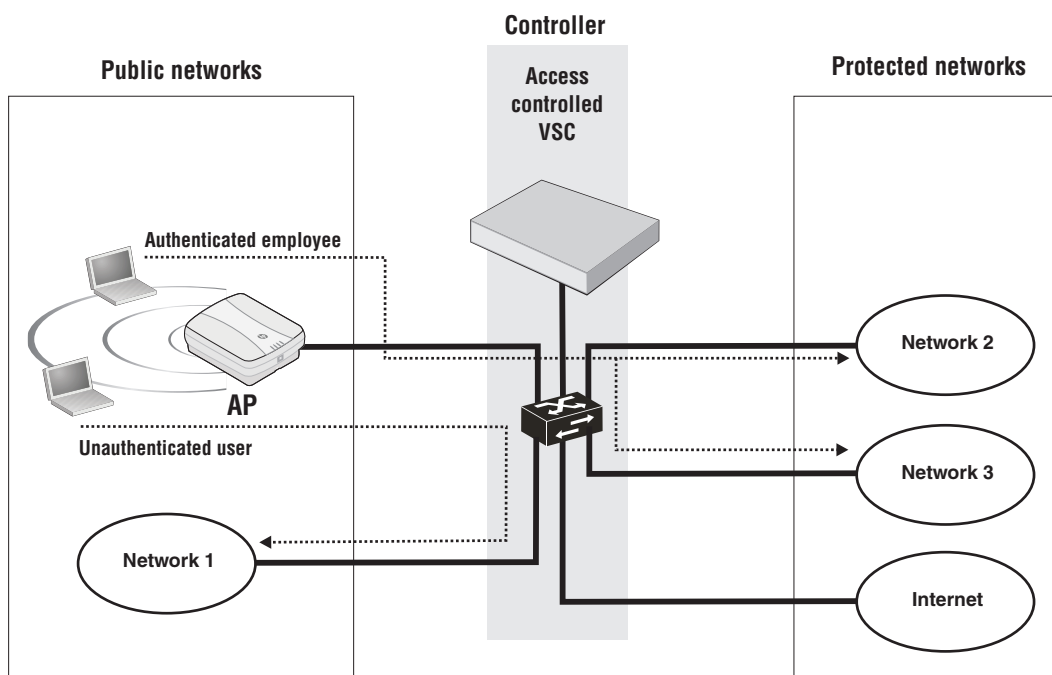 Controller
Public networks
Protected networks
Access
controlled
VSC
Authenticated employee
AP
Unauthenticated user
Network 1
Network 2
Network 3
Internet